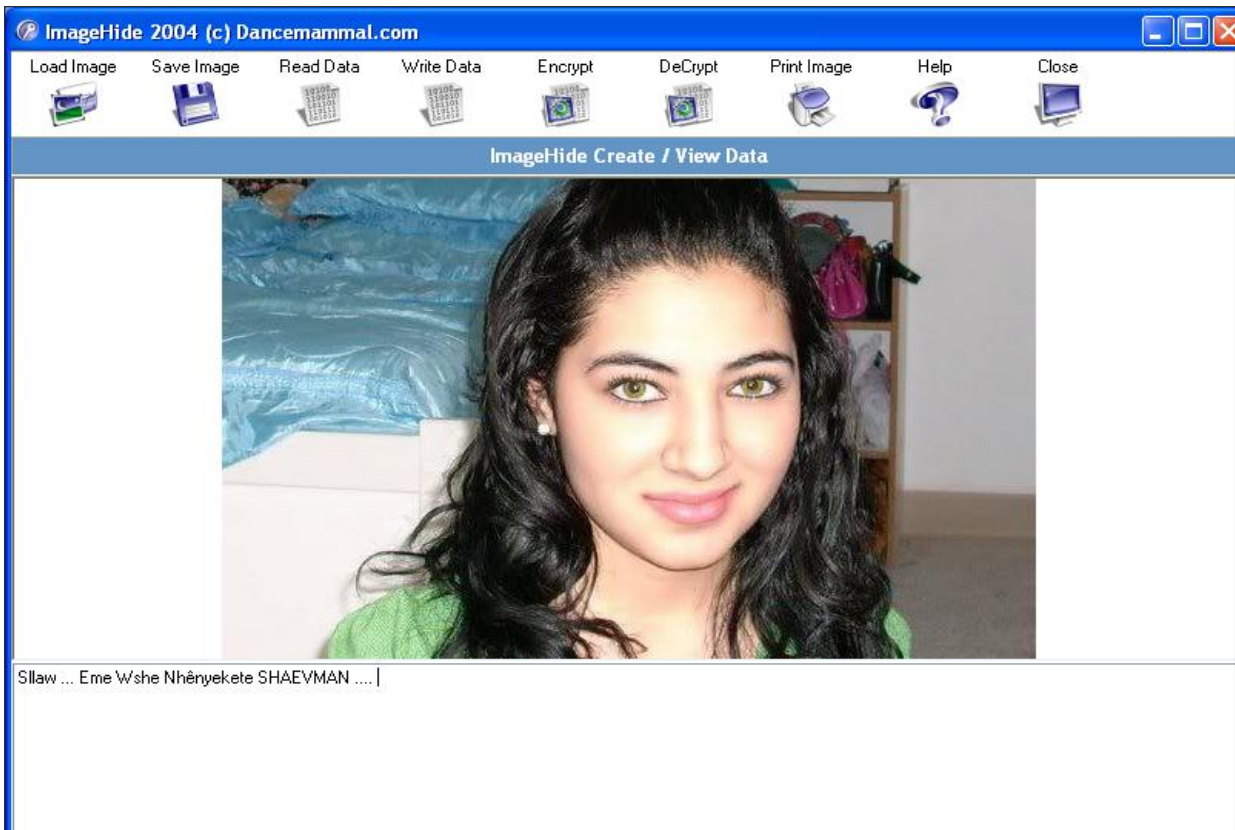 ImageHide 2004 (c) Dancemammal.com
Load Image Save Image Read Data Write Data Encrypt DeCrypt Print Image Help Close
ImageHide Create / View Data
Sllaw ... Eme Wshe Nhênyekete SHAEVMAN ....